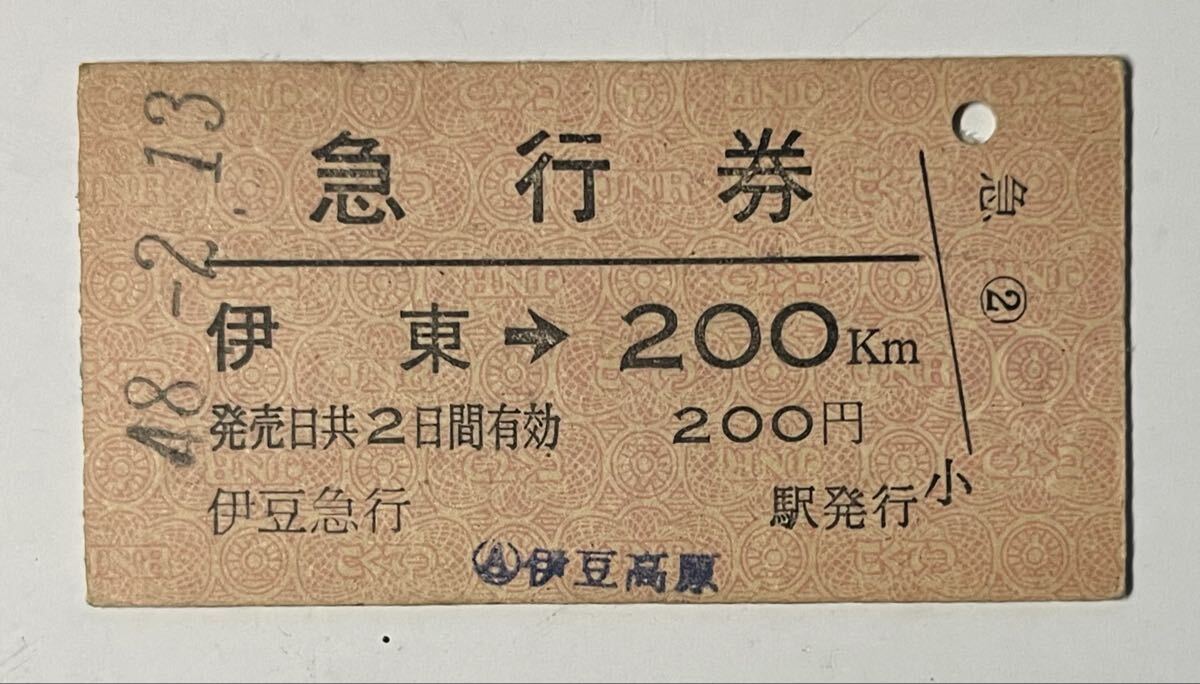 48-2.13
急行券
伊東→200Km
発売日共2日間有効 200円
伊豆急行 駅発行
Ⓐ伊豆高原
急
②
小